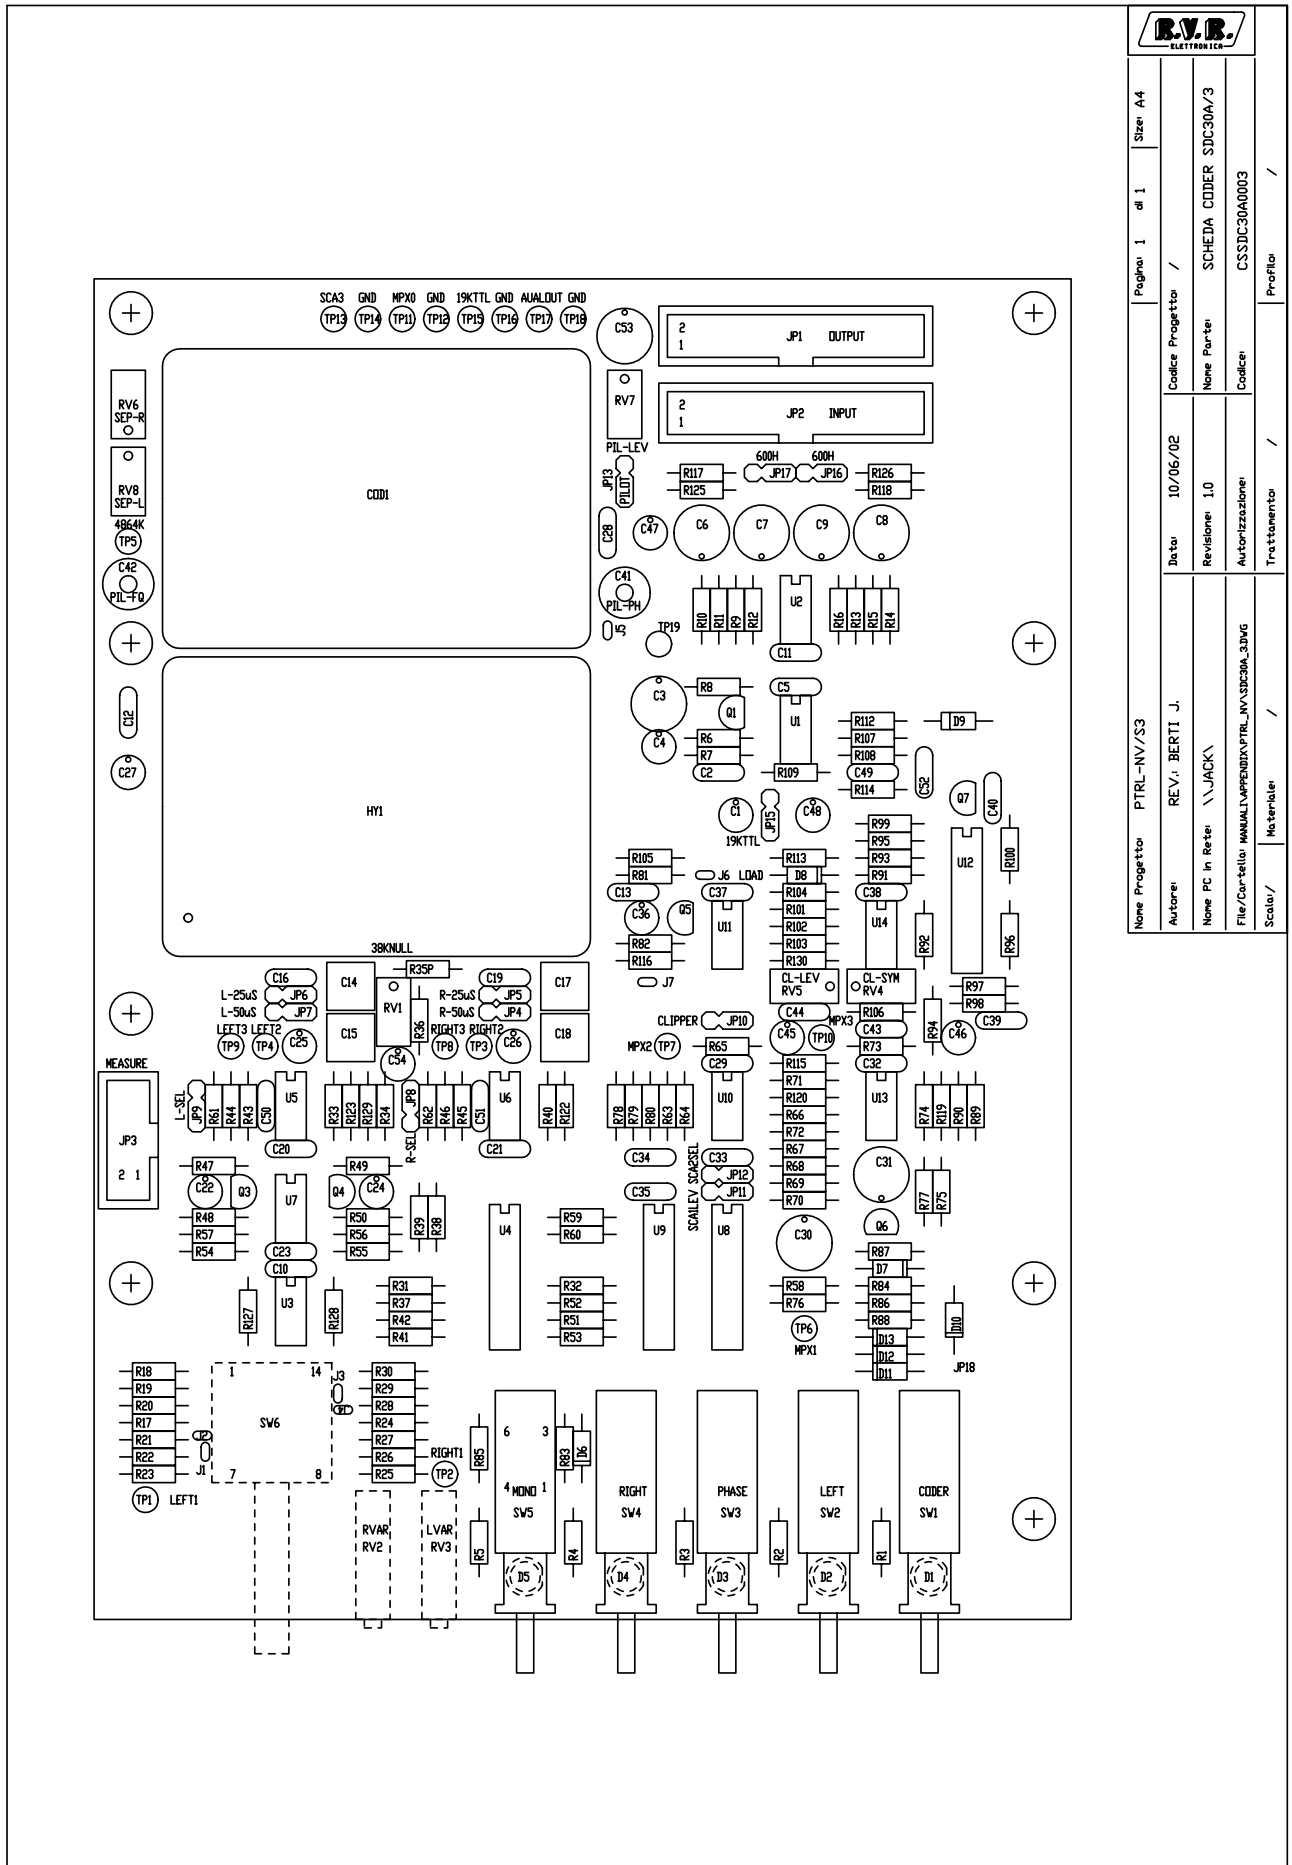 R.V.R.
ELETTRONICA
Nome Progetto: PTRL-NV/S3
Pagina: 1 di 1
Size: A4
Autore: REV.: BERTI J.
Data: 10/06/02
Codice Progetto: /
Nome PC in Rete: \\JACK\
Revisione: 1.0
Nome Parte: SCHEDA CODER SDC30A/3
File/Cartella: MANUALI\APPENDIX\PTRL_NV\SDC30A_3.DWG
Autorizzazione:
Codice: CSSDC30A0003
Scala: /
Materiale: /
Trattamento: /
Profilo: /
SCA3 GND MPX0 GND 19KTTL GND AUALOUT GND
TP13 TP14 TP11 TP12 TP15 TP16 TP17 TP18
C53
2
1
JP1 OUTPUT
RV6
SEP-R
RV7
PIL-LEV
2
1
JP2 INPUT
RV8
SEP-L
4864K
TP5
C42
PIL-FQ
COD1
JP13
PILOT
600H 600H
R117 JP17 JP16 R126
R125 R118
C28 C47 C6 C7 C9 C8
C41
PIL-PH
J5
TP19
R10 R11 R9 R12 U2 R16 R13 R15 R14
C11
C12
C27
HY1
38KNULL
C3 R8 C5
Q1 U1 R112 D9
C4 R6 R107
R7 R108
C2 R109 C49
R114 C52
Q7 C40
C1 JP15 C48
19KTTL
R99
R95
U12 R100
R105 R113 R93
R81 J6 LOAD D8 R91
C13 C37 R104 C38
C36 Q5 R101
U11 R102 U14 R92 R96
R82 R103
R116 R130
J7
CL-LEV
RV5
CL-SYM
RV4
R97
R98
C39
C16 C14 R35P C19 C17
L-25uS JP6 RV1 R-25uS JP5
L-50uS JP7 R36 R-50uS JP4
LEFT3 LEFT2 C15 RIGHT3 RIGHT2 C18
TP9 TP4 C25 C54 TP8 TP3 C26
CLIPPER JP10
C44 MPX3 R106
MPX2 TP7 R65 C45 TP10 C43 R94 C46
R73
C29 R115 C32
MEASURE
JP3
2 1
L-SEL JP9 R61 R44 R43 C50 U5 R33 R123 R129 R34 JP8 R62 R46 R45 C51 U6 R40 R122
R-SEL
R78 R79 R80 R63 R64 U10
R71
R120
R66
R72
R67
R68
R69
R70
U13 R74 R119 R90 R89
C20 C21 C34 C33
R47 R49 C31
C22 Q3 U7 Q4 C24
SCA1LEV SCA2SEL
JP12
JP11
C35
R77 R75
R48 R50 R39 R38 U4 R59 U9 U8 C30 Q6
R57 R56 R60
R54 C23 R55
C10
R87
D7
R127 U3 R128
R31 R32 R58 R84
R37 R52 R76 R86
R42 R51 TP6 R88
R41 R53 MPX1 D13
D12
D11
D10
JP18
R18
R19
R20
R17
R21
R22
R23
J2
J1
1 14
SW6
7 8
J3
J4
R30
R29
R28
R24
R27
R26
R25
TP1 LEFT1
RIGHT1
TP2
R85 R83 D6
6 3
4 MONO 1
SW5
RIGHT
SW4
PHASE
SW3
LEFT
SW2
CODER
SW1
RVAR
RV2
LVAR
RV3
R5 R4 R3 R2 R1
D5 D4 D3 D2 D1